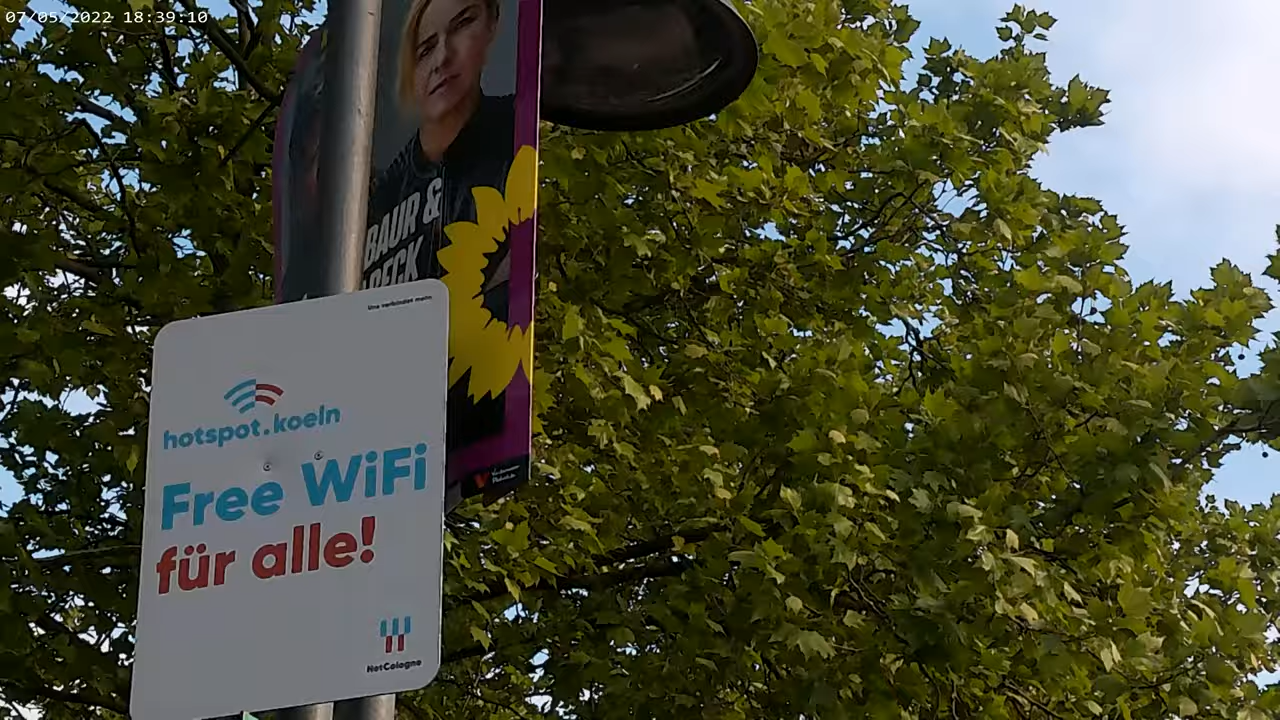 07/05/2022 18:39:10
BAUR &
BECK
Uns verbindet mehr
hotspot.koeln
Free WiFi
für alle!
NetCologne